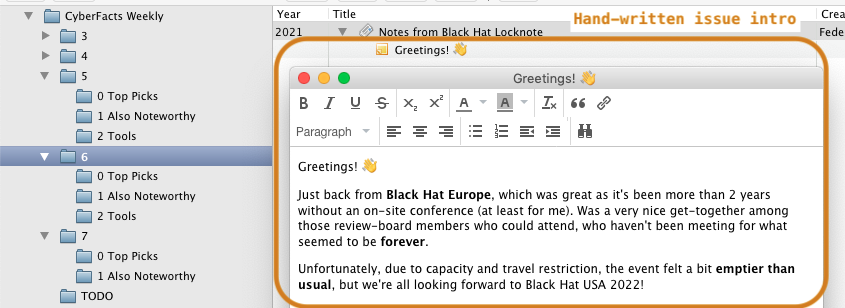 CyberFacts Weekly
3
4
5
0 Top Picks
1 Also Noteworthy
2 Tools
6
0 Top Picks
1 Also Noteworthy
2 Tools
7
0 Top Picks
1 Also Noteworthy
TODO
Year Title Crea
Hand-written issue intro
2021 Notes from Black Hat Locknote Fede
Greetings! 👋
Greetings! 👋
B I U S X₂ X² A A Tx
Paragraph
Greetings! 👋
Just back from Black Hat Europe, which was great as it's been more than 2 years
without an on-site conference (at least for me). Was a very nice get-together among
those review-board members who could attend, who haven't been meeting for what
seemed to be forever.
Unfortunately, due to capacity and travel restriction, the event felt a bit emptier than
usual, but we're all looking forward to Black Hat USA 2022!